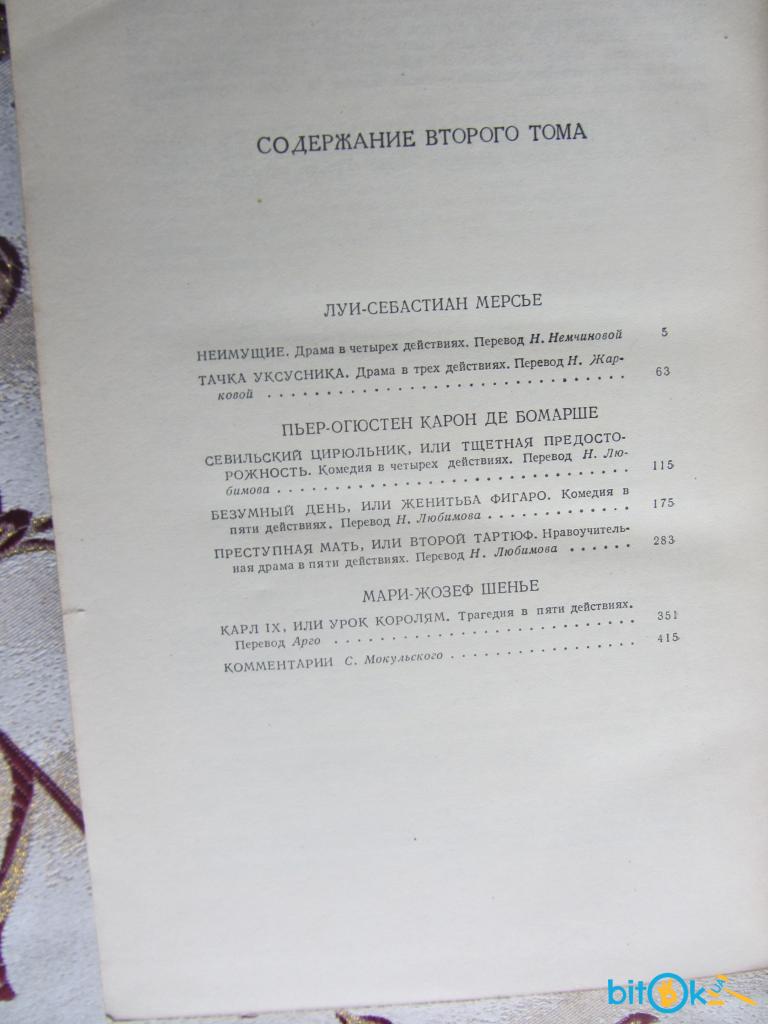 СОДЕРЖАНИЕ ВТОРОГО ТОМА
ЛУИ-СЕБАСТИАН МЕРСЬЕ
НЕИМУЩИЕ. Драма в четырех действиях. Перевод Н. Немчиновой 5
ТАЧКА УКСУСНИКА. Драма в трех действиях. Перевод Н. Жар-
ковой . . . . . . . . . . . . . . . . . . . . . . . . . . 63
ПЬЕР-ОГЮСТЕН КАРОН ДЕ БОМАРШЕ
СЕВИЛЬСКИЙ ЦИРЮЛЬНИК, ИЛИ ТЩЕТНАЯ ПРЕДОСТО-
РОЖНОСТЬ. Комедия в четырех действиях. Перевод Н. Лю-
бимова . . . . . . . . . . . . . . . . . . . . . . . . . . 115
БЕЗУМНЫЙ ДЕНЬ, ИЛИ ЖЕНИТЬБА ФИГАРО. Комедия в
пяти действиях. Перевод Н. Любимова . . . . . . . . . . . 175
ПРЕСТУПНАЯ МАТЬ, ИЛИ ВТОРОЙ ТАРТЮФ. Нравоучитель-
ная драма в пяти действиях. Перевод Н. Любимова . . . . . . 283
МАРИ-ЖОЗЕФ ШЕНЬЕ
КАРЛ IX, ИЛИ УРОК КОРОЛЯМ. Трагедия в пяти действиях.
Перевод Арго . . . . . . . . . . . . . . . . . . . . . . . 351
КОММЕНТАРИИ С. Мокульского . . . . . . . . . . . . . . . 415
bitOk.UA